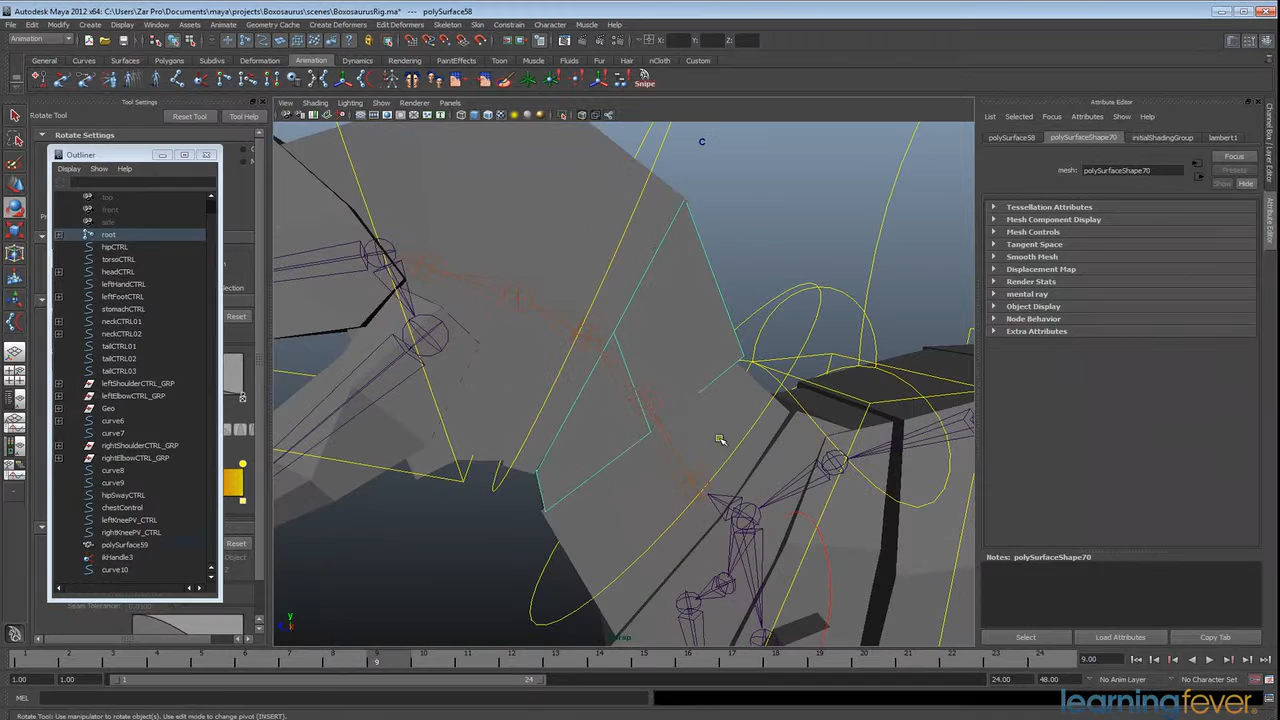 Autodesk Maya 2012 x64: C:\Users\Zar Pro\Documents\maya\projects\Boxosaurus\scenes\BoxosaurusRig.ma* - polySurface58
File Edit Modify Create Display Window Assets Animate Geometry Cache Create Deformers Edit Deformers Skeleton Skin Constrain Character Muscle Help
Animation X: Y: Z:
General Curves Surfaces Polygons Subdivs Deformation Animation Dynamics Rendering PaintEffects Toon Muscle Fluids Fur Hair nCloth Custom
Snipe
Tool Settings
Rotate Tool Reset Tool Tool Help
Rotate Settings
Outliner
Display Show Help
top
front
side
root
hipCTRL
torsoCTRL
headCTRL
leftHandCTRL
leftFootCTRL
stomachCTRL
neckCTRL01
neckCTRL02
tailCTRL01
tailCTRL02
tailCTRL03
leftShoulderCTRL_GRP
leftElbowCTRL_GRP
Geo
curve6
curve7
rightShoulderCTRL_GRP
rightElbowCTRL_GRP
curve8
curve9
hipSwayCTRL
chestControl
leftKneePV_CTRL
rightKneePV_CTRL
polySurface59
ikHandle3
curve10
Reset
Reset
View Shading Lighting Show Renderer Panels
C
y
Attribute Editor
List Selected Focus Attributes Show Help
polySurface58 polySurfaceShape70 initialShadingGroup lambert1
mesh: polySurfaceShape70
Focus
Presets
Show Hide
Tessellation Attributes
Mesh Component Display
Mesh Controls
Tangent Space
Smooth Mesh
Displacement Map
Render Stats
mental ray
Object Display
Node Behavior
Extra Attributes
Notes: polySurfaceShape70
Select Load Attributes Copy Tab
Channel Box / Layer Editor
Attribute Editor
1 2 3 4 5 6 7 8 9 10 11 12 13 14 15 16 17 18 19 20 21 22 23 24
9
9.00
1.00 1.00 1 24 24.00 48.00 No Anim Layer No Character Set
MEL
Rotate Tool: Use manipulator to rotate object(s). Use edit mode to change pivot (INSERT).
learningfever